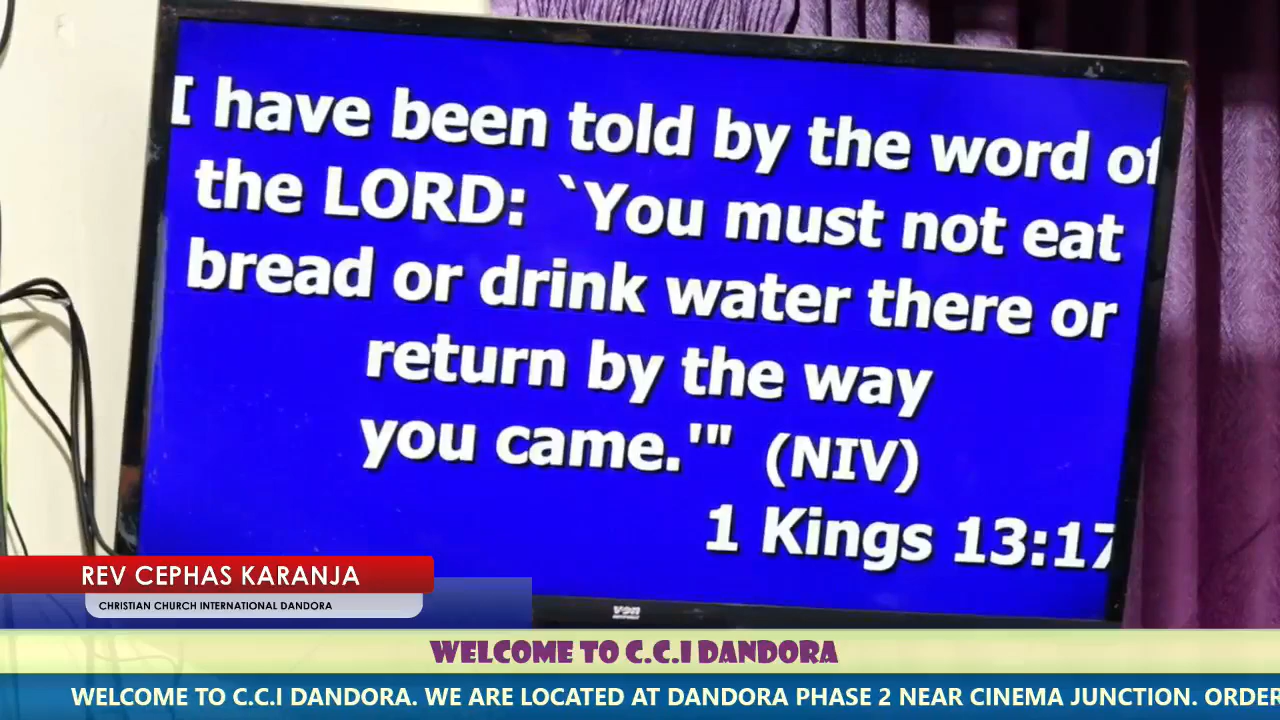 I have been told by the word of
the LORD: `You must not eat
bread or drink water there or
return by the way
you came.'" (NIV)
1 Kings 13:17
REV CEPHAS KARANJA
CHRISTIAN CHURCH INTERNATIONAL DANDORA
WELCOME TO C.C.I DANDORA
WELCOME TO C.C.I DANDORA. WE ARE LOCATED AT DANDORA PHASE 2 NEAR CINEMA JUNCTION. ORDER